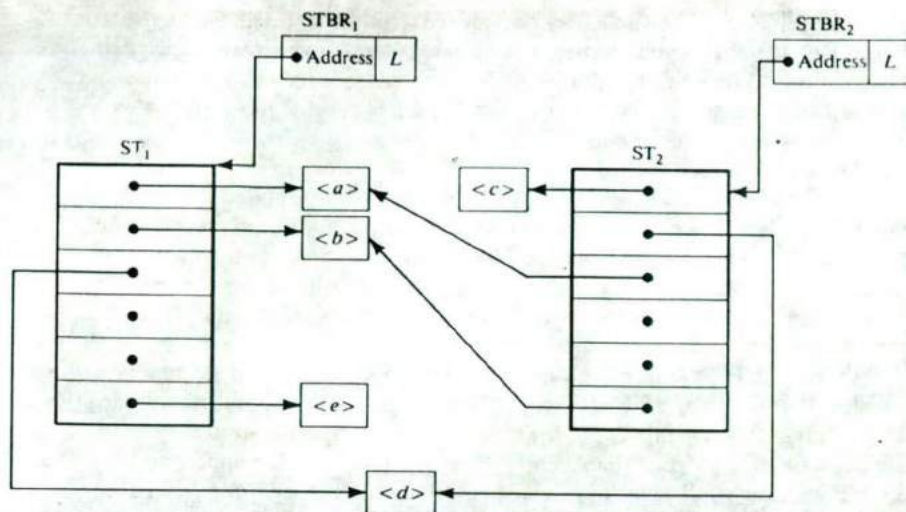 STBR₁
STBR₂
Address L
Address L
ST₁
ST₂
<a>
<c>
<b>
<e>
<d>